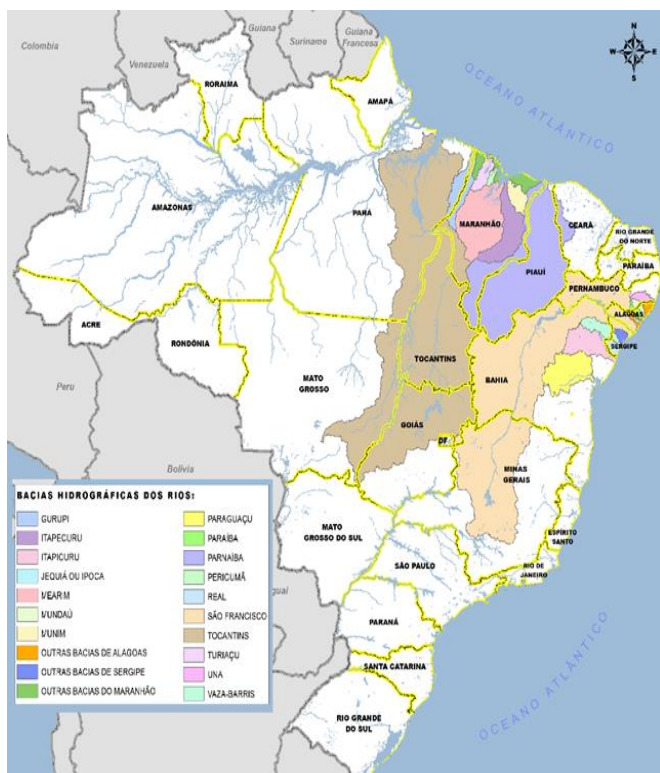 Colombia
Venezuela
Guiana
Suriname
Guiana
Francesa
N
W
E
S
OCEANO ATLÂNTICO
RORAIMA
AMAPÁ
AMAZONAS
PARÁ
MARANHÃO
CEARÁ
RIO GRANDE
DO NORTE
PARAÍBA
PIAUÍ
PERNAMBUCO
ALAGOAS
SERGIPE
ACRE
RONDÔNIA
TOCANTINS
BAHIA
MATO
GROSSO
Peru
GOIÁS
DF
Bolívia
MINAS
GERAIS
MATO
GROSSO DO SUL
ESPÍRITO
SANTO
SÃO PAULO
RIO DE
JANEIRO
PARANÁ
SANTA CATARINA
RIO GRANDE
DO SUL
OCEANO ATLÂNTICO
BACIAS HIDROGRÁFICAS DOS RIOS:
GURUPI
ITAPECURU
ITAPICURU
JEQUIÁ OU IPOCA
MEARIM
MUNDAÚ
MUNIM
OUTRAS BACIAS DE ALAGOAS
OUTRAS BACIAS DE SERGIPE
OUTRAS BACIAS DO MARANHÃO
PARAGUAÇU
PARAÍBA
PARNAÍBA
PERICUMÃ
REAL
SÃO FRANCISCO
TOCANTINS
TURIAÇU
UNA
VAZA-BARRIS